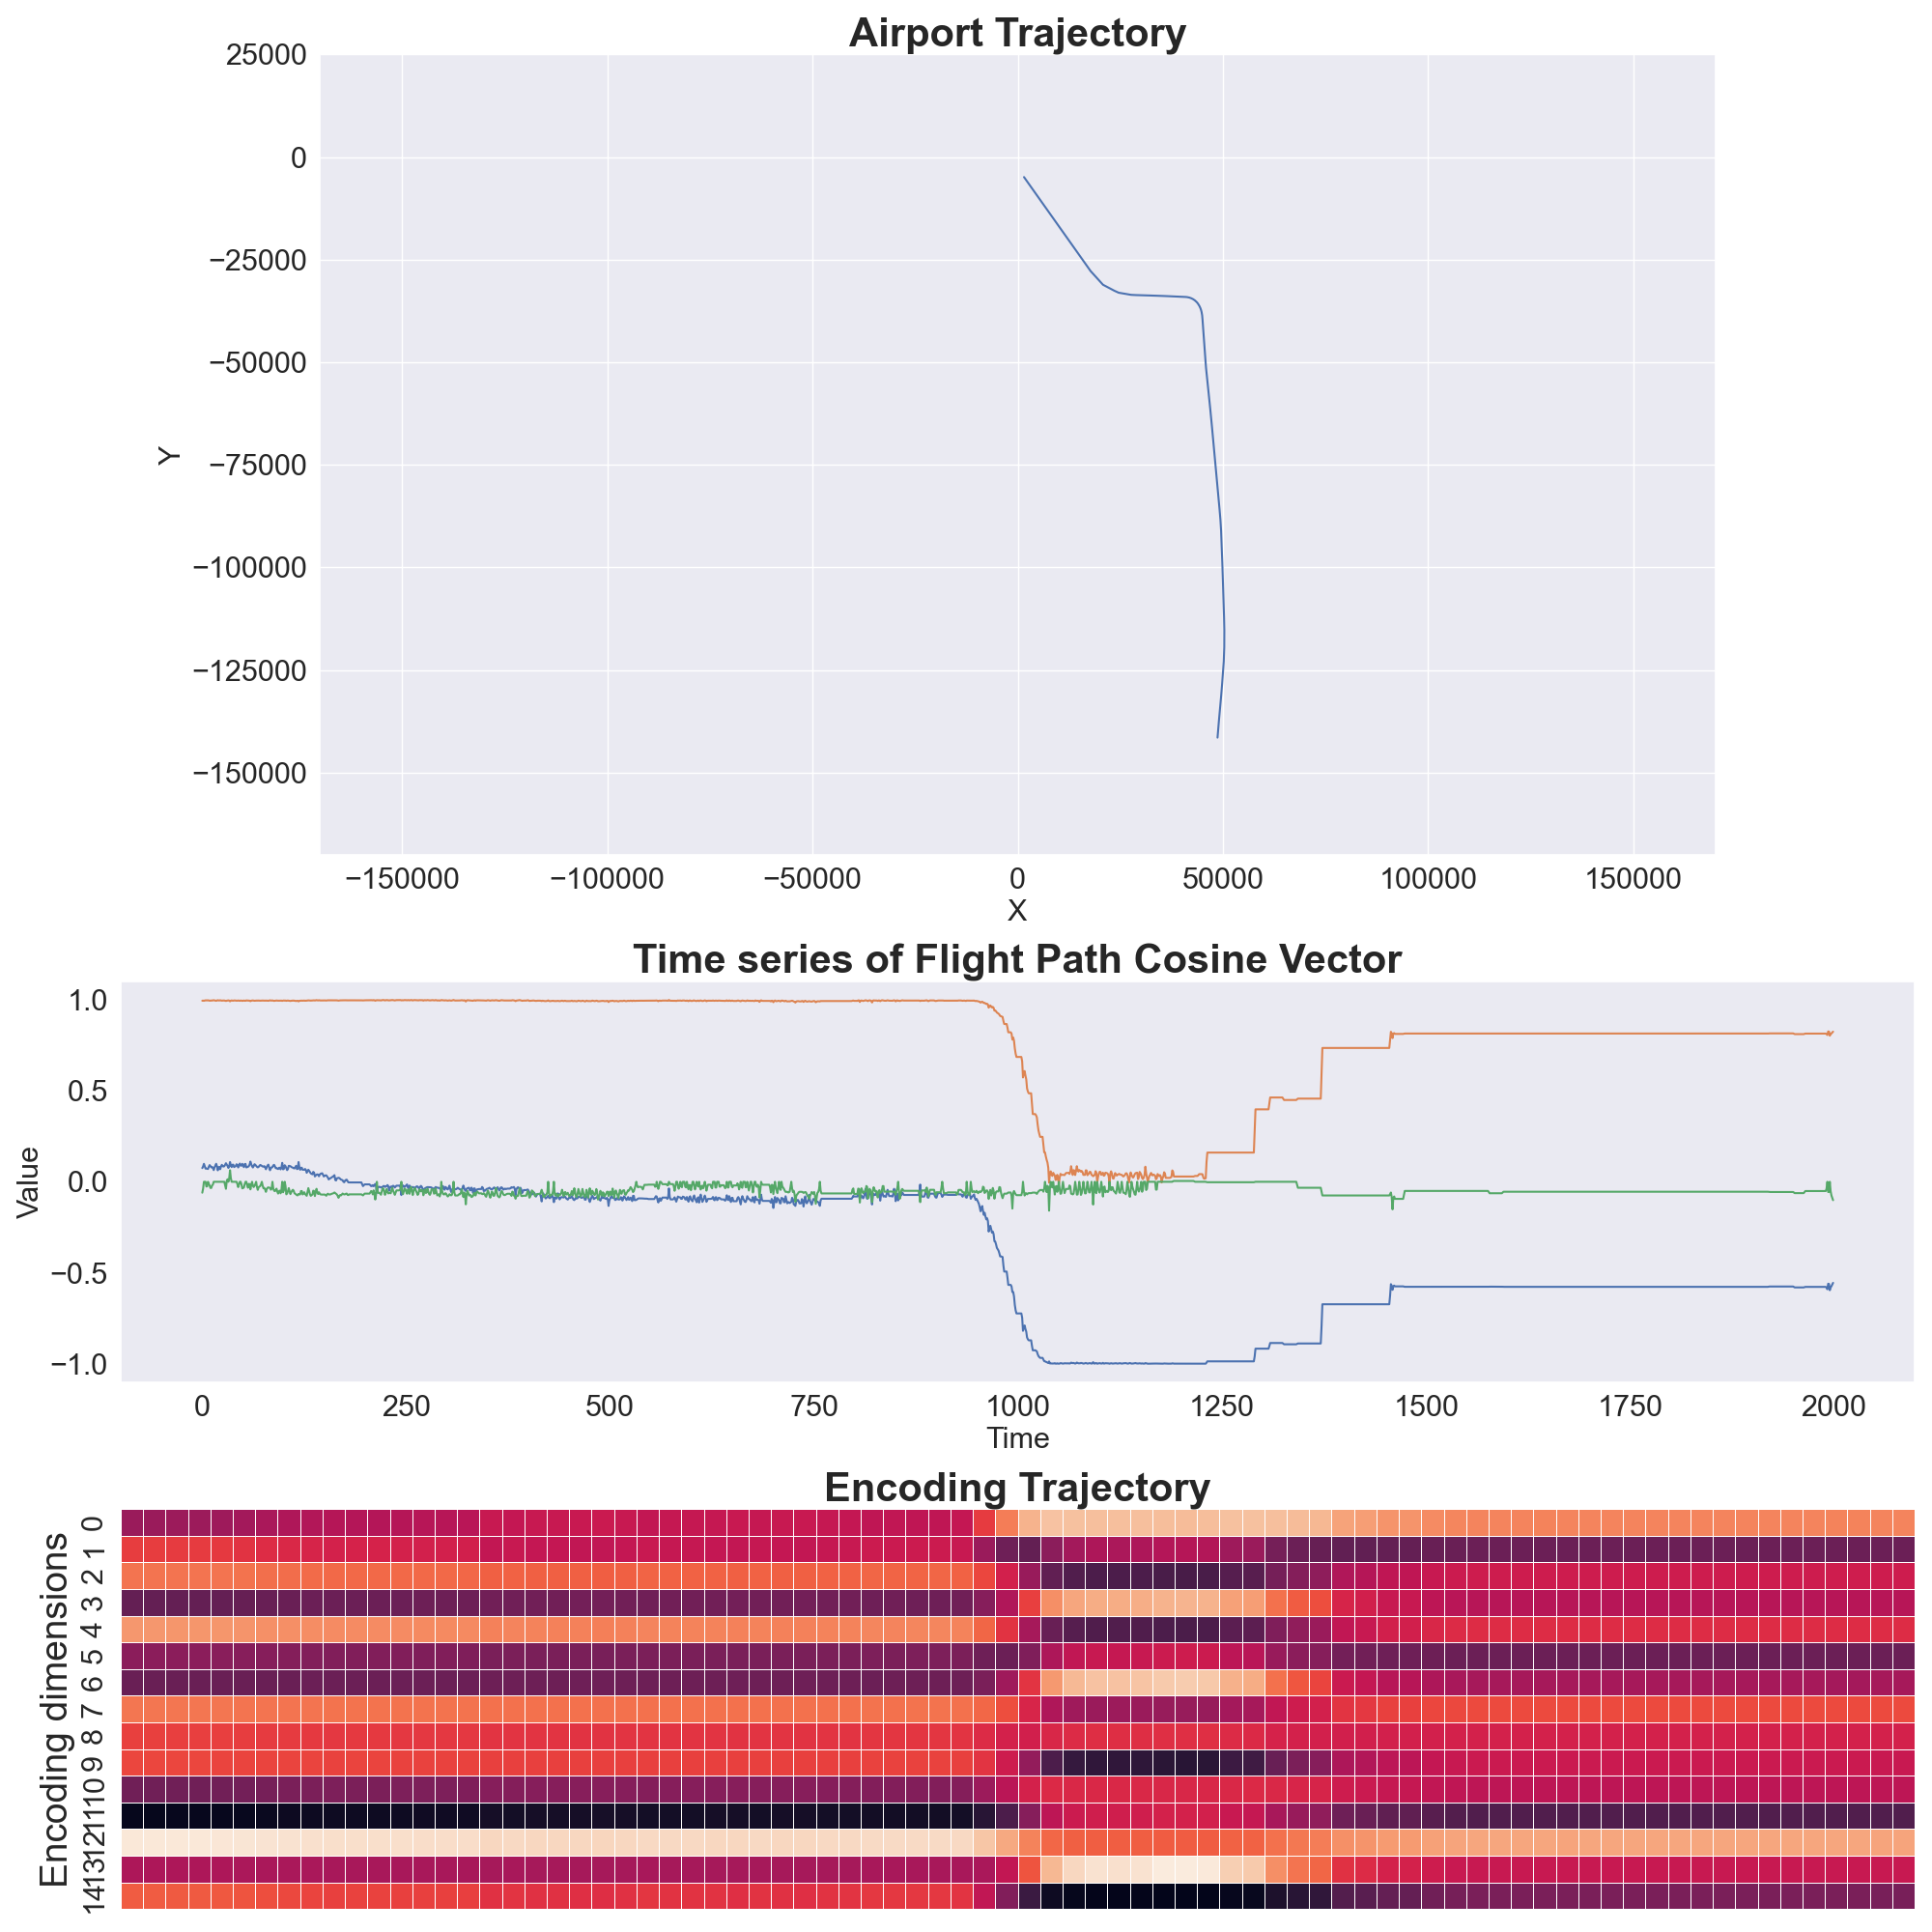 Airport Trajectory
25000
0
−25000
−50000
−75000
−100000
−125000
−150000
Y
−150000 −100000 −50000 0 50000 100000 150000
X
Time series of Flight Path Cosine Vector
1.0
0.5
0.0
−0.5
−1.0
Value
0 250 500 750 1000 1250 1500 1750 2000
Time
Encoding Trajectory
Encoding dimensions
0
1
2
3
4
5
6
7
8
9
10
11
12
13
14